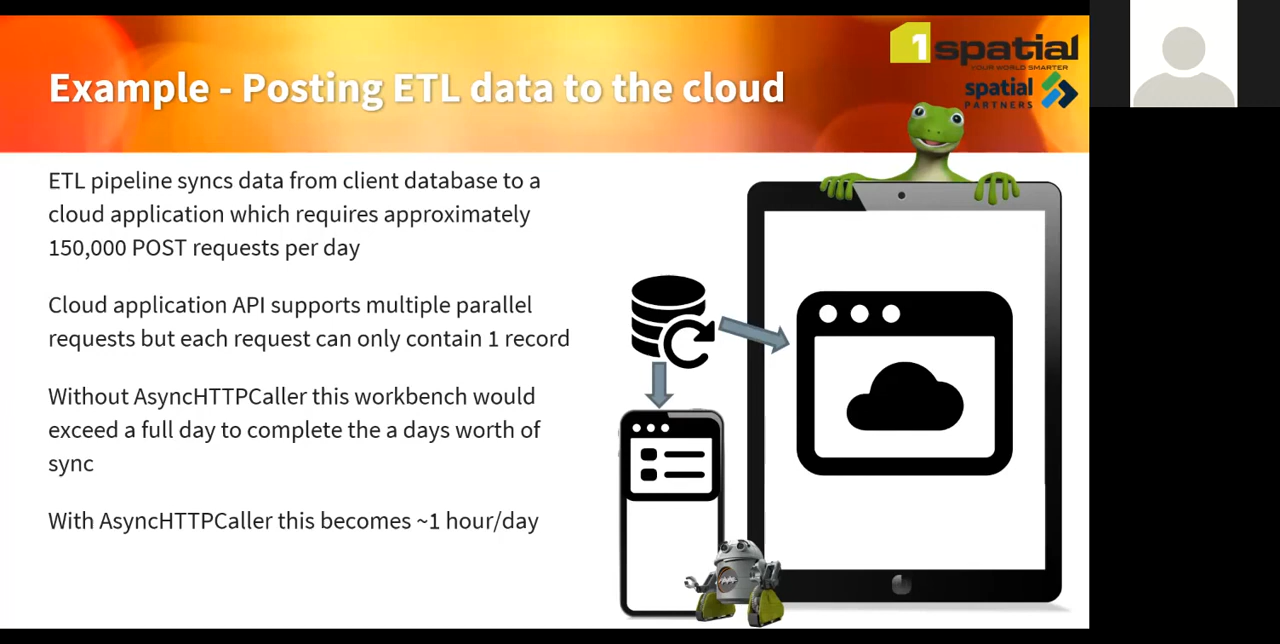 1spatial
YOUR WORLD SMARTER
spatial
PARTNERS
Example - Posting ETL data to the cloud
ETL pipeline syncs data from client database to a
cloud application which requires approximately
150,000 POST requests per day
Cloud application API supports multiple parallel
requests but each request can only contain 1 record
Without AsyncHTTPCaller this workbench would
exceed a full day to complete the a days worth of
sync
With AsyncHTTPCaller this becomes ~1 hour/day